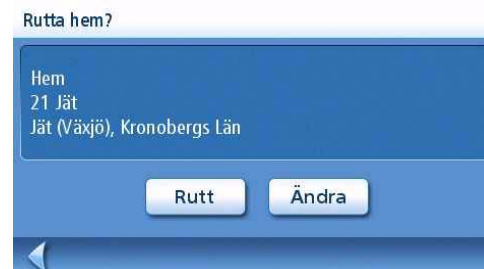 Rutta hem?
Hem
21 Jät
Jät (Växjö), Kronobergs Län
Rutt
Ändra